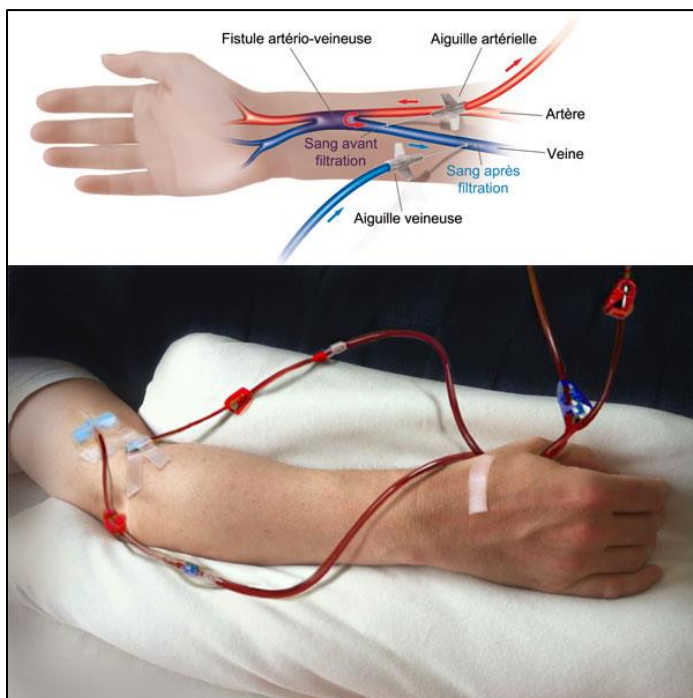 Fistule artério-veineuse
Aiguille artérielle
Artère
Sang avant
filtration
Veine
Sang après
filtration
Aiguille veineuse